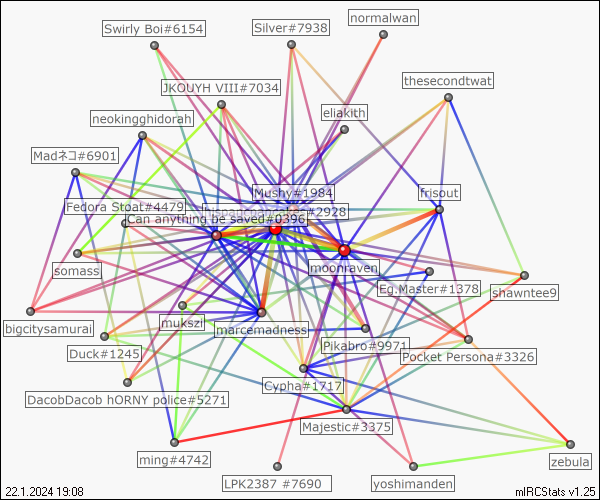 normalwan
Swirly Boi#6154
Silver#7938
thesecondtwat
JKOUYH VIII#7034
eliakith
neokingghidorah
Madネコ#6901
Mushy#1984
frisout
Fedora Stoat#4479
#2928
Can anything be saved#0396
moonraven
somass
Eg.Master#1378
shawntee9
bigcitysamurai
mukszi
marcemadness
Pikabro#9971
Duck#1245
Pocket Persona#3326
Cypha#1717
DacobDacob hORNY police#5271
Majestic#3375
ming#4742
zebula
LPK2387 #7690
yoshimanden
22.1.2024 19:08
mIRCStats v1.25